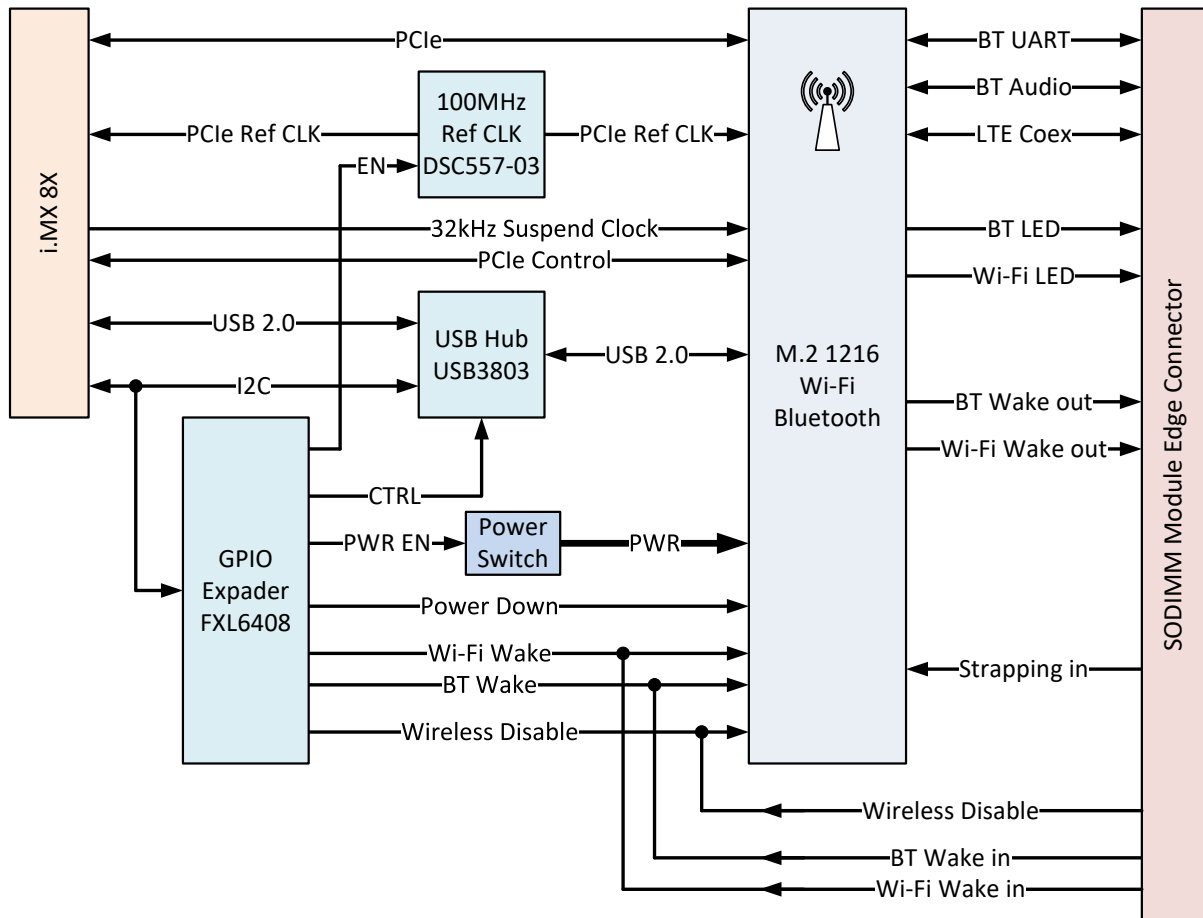 PCIe
BT UART
BT Audio
100MHz
Ref CLK
DSC557-03
PCIe Ref CLK
PCIe Ref CLK
LTE Coex
EN
i.MX 8X
32kHz Suspend Clock
BT LED
PCIe Control
Wi-Fi LED
USB 2.0
USB Hub
USB3803
USB 2.0
M.2 1216
Wi-Fi
Bluetooth
I2C
BT Wake out
Wi-Fi Wake out
SODIMM Module Edge Connector
CTRL
PWR EN
Power
Switch
PWR
GPIO
Expader
FXL6408
Power Down
Wi-Fi Wake
Strapping in
BT Wake
Wireless Disable
Wireless Disable
BT Wake in
Wi-Fi Wake in